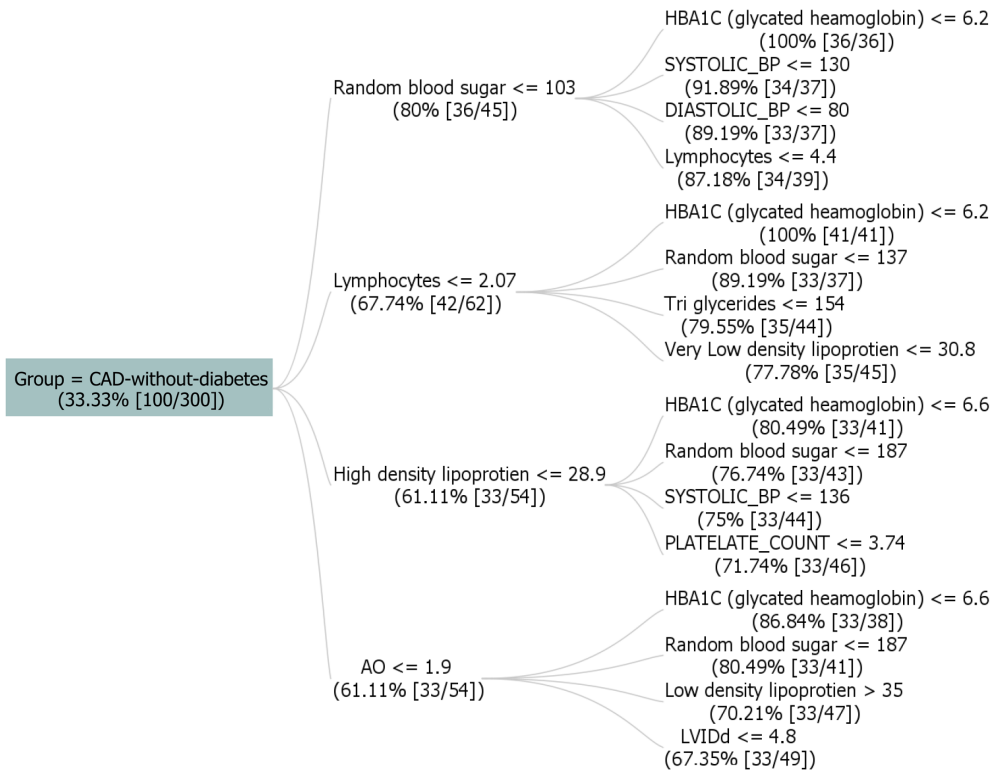 Group = CAD-without-diabetes
(33.33% [100/300])
Random blood sugar <= 103
(80% [36/45])
HBA1C (glycated heamoglobin) <= 6.2
(100% [36/36])
SYSTOLIC_BP <= 130
(91.89% [34/37])
DIASTOLIC_BP <= 80
(89.19% [33/37])
Lymphocytes <= 4.4
(87.18% [34/39])
Lymphocytes <= 2.07
(67.74% [42/62])
HBA1C (glycated heamoglobin) <= 6.2
(100% [41/41])
Random blood sugar <= 137
(89.19% [33/37])
Tri glycerides <= 154
(79.55% [35/44])
Very Low density lipoprotien <= 30.8
(77.78% [35/45])
High density lipoprotien <= 28.9
(61.11% [33/54])
HBA1C (glycated heamoglobin) <= 6.6
(80.49% [33/41])
Random blood sugar <= 187
(76.74% [33/43])
SYSTOLIC_BP <= 136
(75% [33/44])
PLATELATE_COUNT <= 3.74
(71.74% [33/46])
AO <= 1.9
(61.11% [33/54])
HBA1C (glycated heamoglobin) <= 6.6
(86.84% [33/38])
Random blood sugar <= 187
(80.49% [33/41])
Low density lipoprotien > 35
(70.21% [33/47])
LVIDd <= 4.8
(67.35% [33/49])